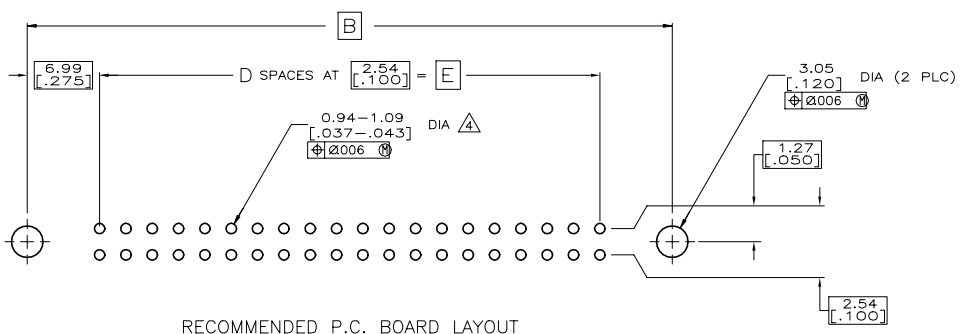 B
6.99
[.275]
D SPACES AT 2.54 [.100] = E
3.05
[.120] DIA (2 PLC)
⌖ Ø.006 Ⓜ
0.94-1.09
[.037-.043] DIA 4
⌖ Ø.006 Ⓜ
1.27
[.050]
2.54
[.100]
RECOMMENDED P.C. BOARD LAYOUT